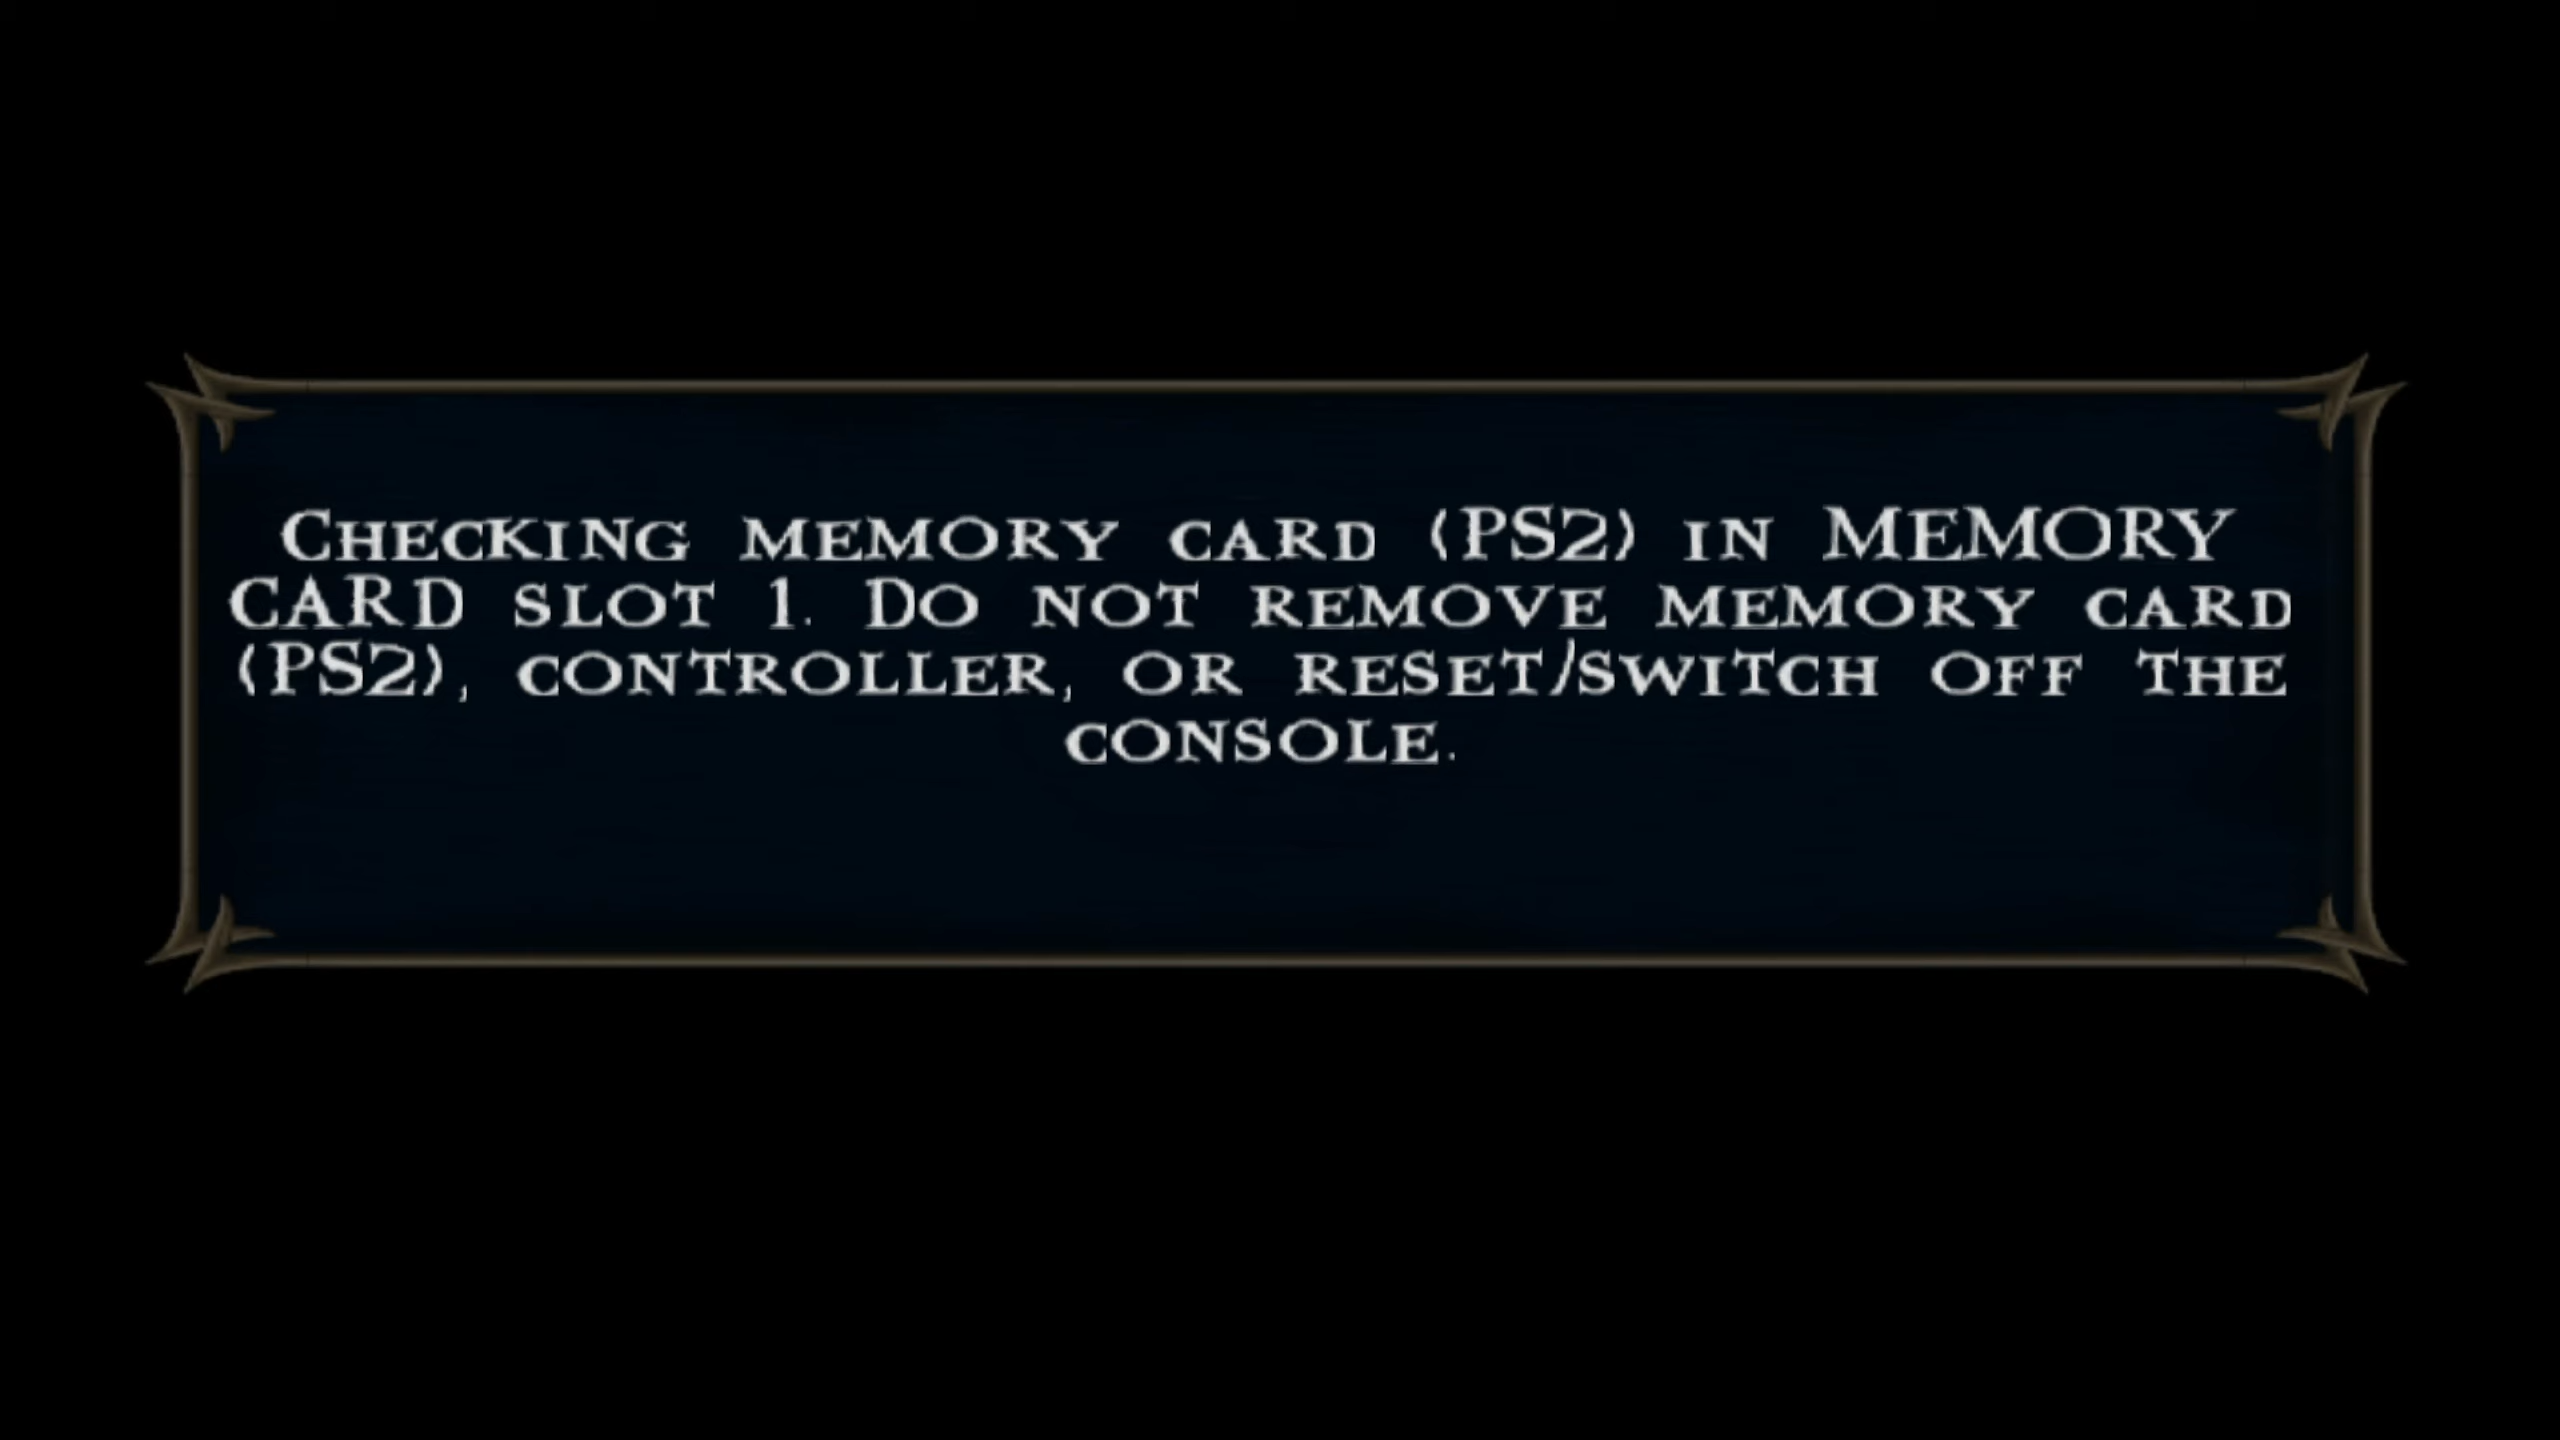 Checking memory card (PS2) in MEMORY
CARD slot 1. Do not remove memory card
(PS2), controller, or reset/switch off the
console.